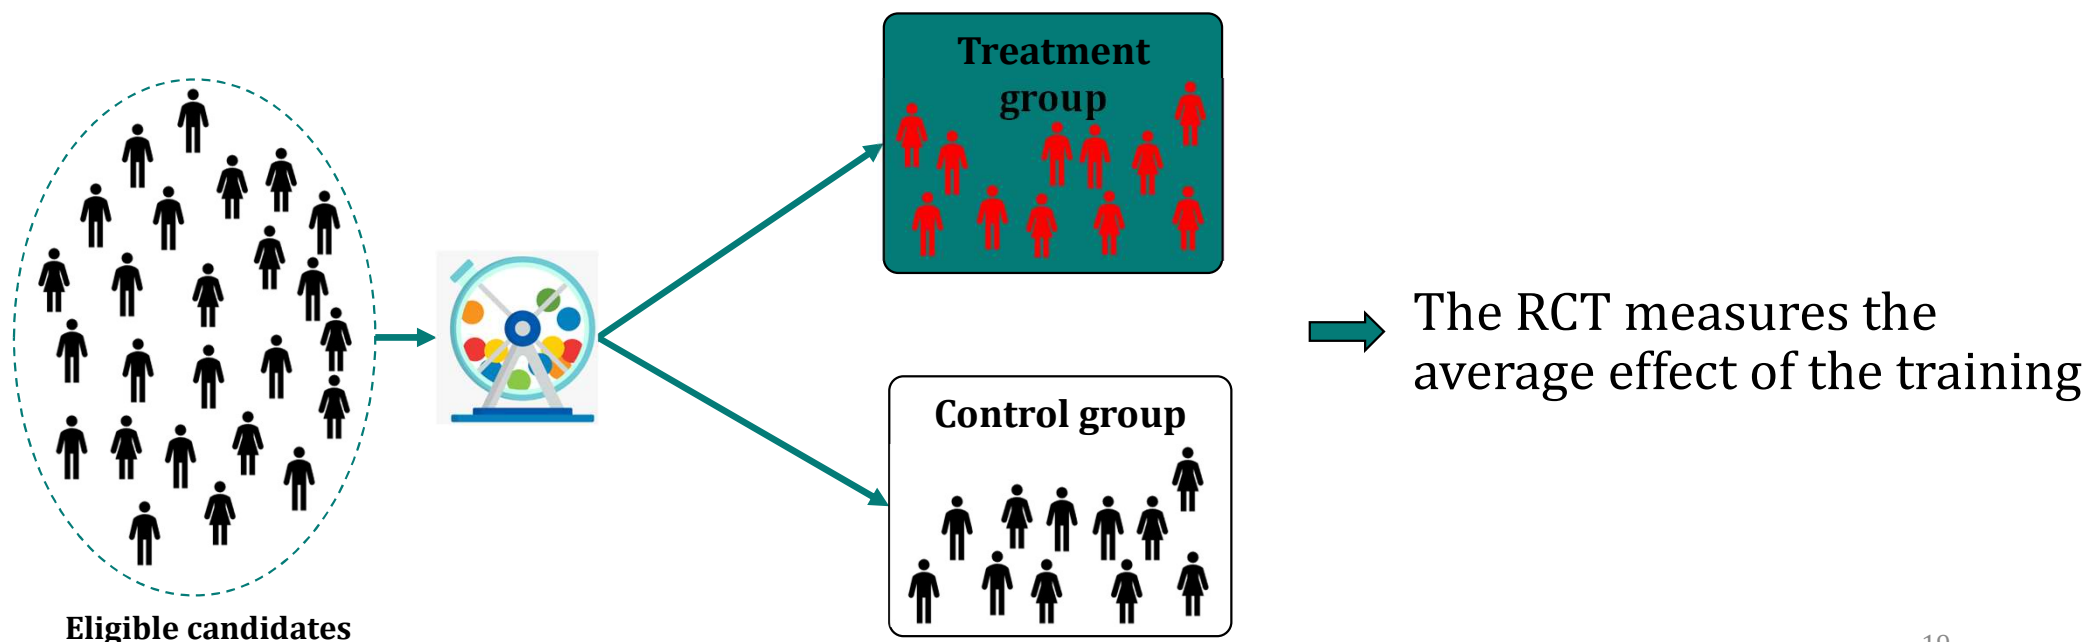 Treatment
group
Control group
Eligible candidates
The RCT measures the
average effect of the training